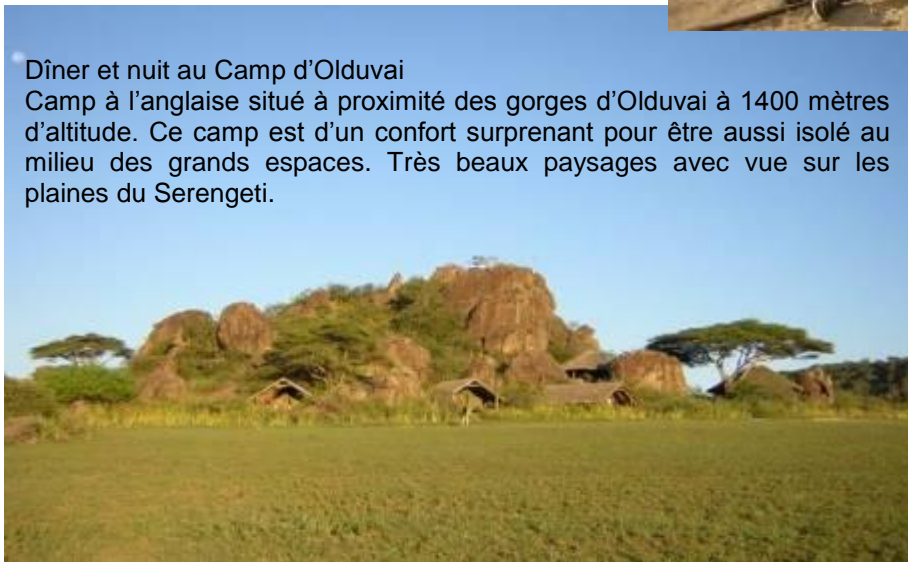 Dîner et nuit au Camp d’Olduvai
Camp à l’anglaise situé à proximité des gorges d’Olduvai à 1400 mètres
d’altitude. Ce camp est d’un confort surprenant pour être aussi isolé au
milieu des grands espaces. Très beaux paysages avec vue sur les
plaines du Serengeti.